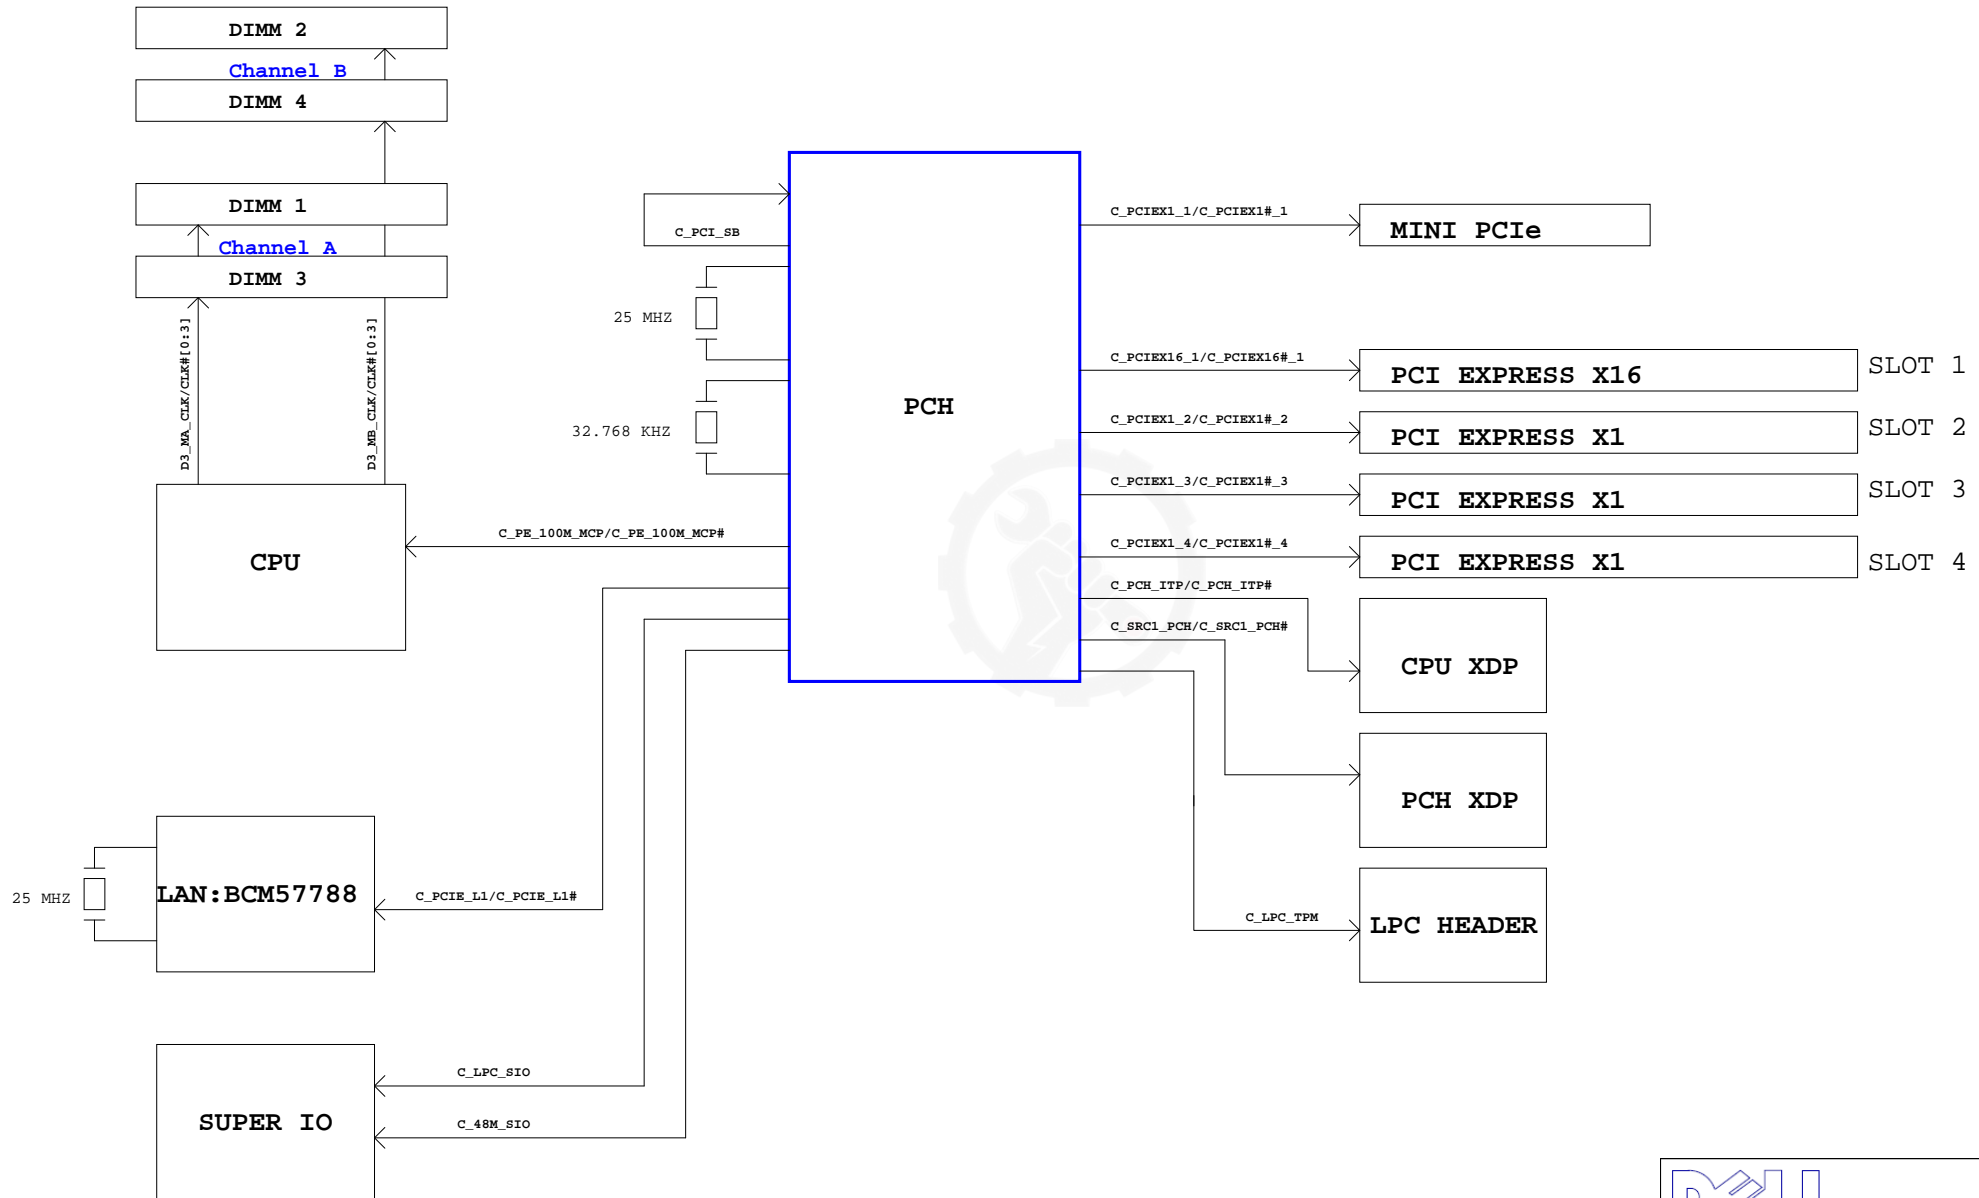 DIMM 2
Channel B
DIMM 4
DIMM 1
Channel A
DIMM 3
D3_MA_CLK/CLK#[0:3]
D3_MB_CLK/CLK#[0:3]
CPU
C_PCI_SB
25 MHZ
32.768 KHZ
PCH
C_PE_100M_MCP/C_PE_100M_MCP#
C_PCIEX1_1/C_PCIEX1#_1
MINI PCIe
C_PCIEX16_1/C_PCIEX16#_1
PCI EXPRESS X16
SLOT 1
C_PCIEX1_2/C_PCIEX1#_2
PCI EXPRESS X1
SLOT 2
C_PCIEX1_3/C_PCIEX1#_3
PCI EXPRESS X1
SLOT 3
C_PCIEX1_4/C_PCIEX1#_4
PCI EXPRESS X1
SLOT 4
C_PCH_ITP/C_PCH_ITP#
C_SRC1_PCH/C_SRC1_PCH#
CPU XDP
PCH XDP
C_LPC_TPM
LPC HEADER
25 MHZ
LAN:BCM57788
C_PCIE_L1/C_PCIE_L1#
C_LPC_SIO
SUPER IO
C_48M_SIO
DELL